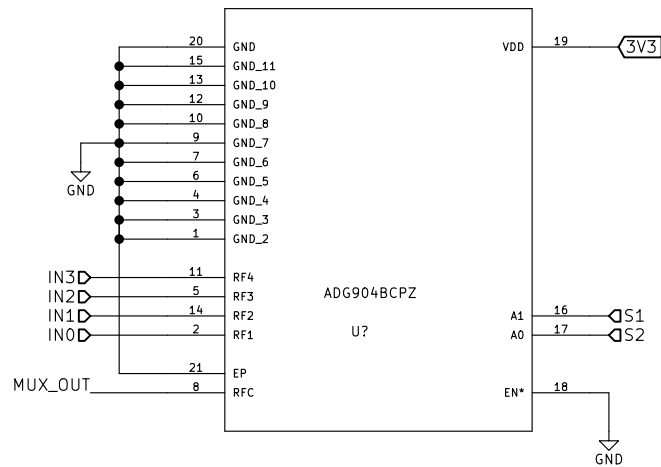 20 GND VDD 19 3V3
15 GND_11
13 GND_10
12 GND_9
10 GND_8
9 GND_7
7 GND_6
GND
6 GND_5
4 GND_4
3 GND_3
1 GND_2
IN3 11 RF4
IN2 5 RF3 ADG904BCPZ
IN1 14 RF2 A1 16 S1
IN0 2 RF1 U? A0 17 S2
21 EP
MUX_OUT 8 RFC EN* 18
GND